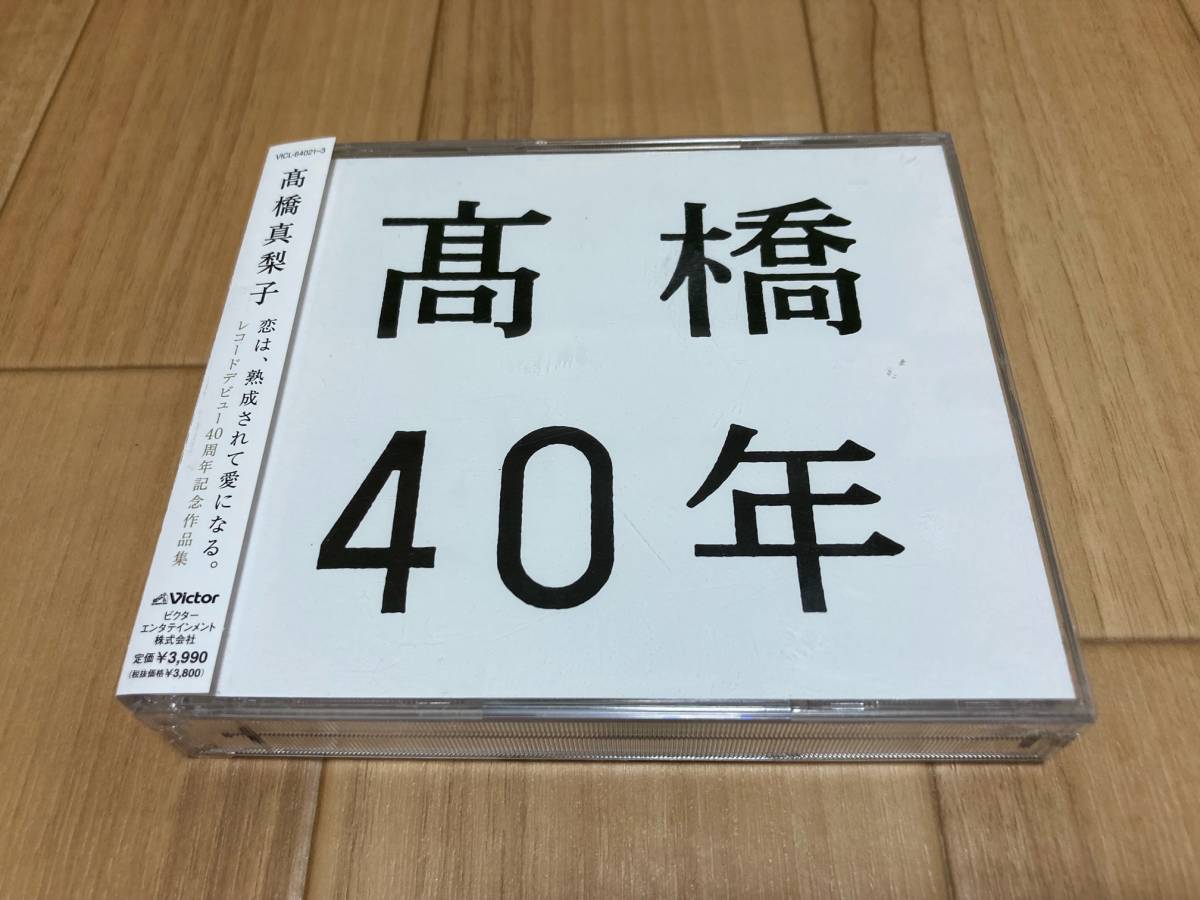 VICL-64021~3
髙橋真梨子
恋は、熟成されて愛になる。
レコードデビュー40周年記念作品集
Victor
ビクター
エンタテインメント
株式会社
定価¥3,990
(税抜価格¥3,800)
髙橋
40年